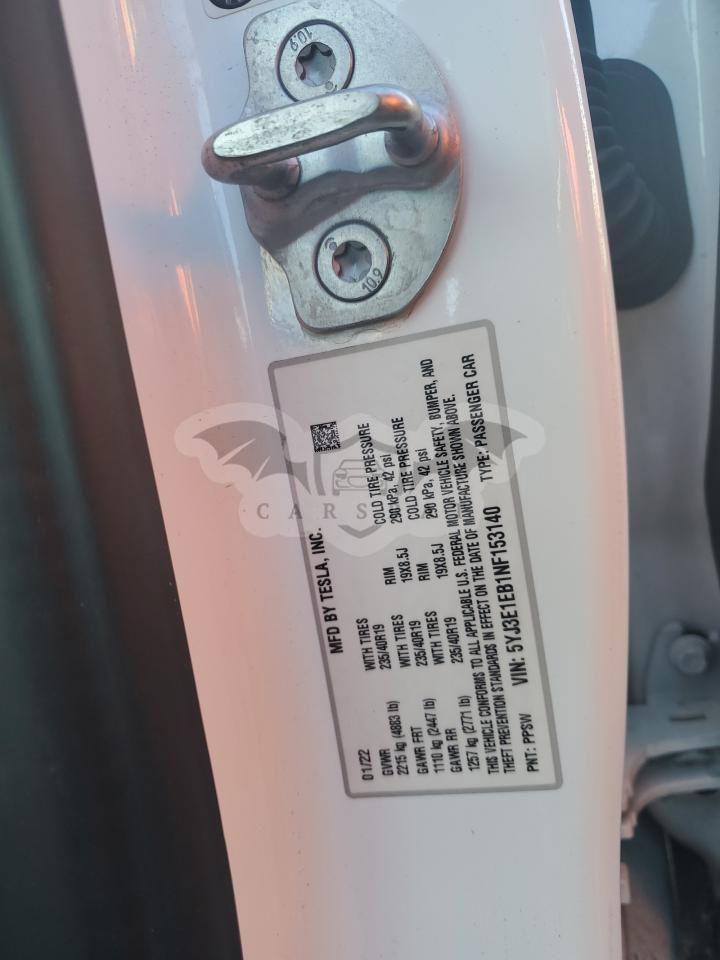 10.9
10.9
MFD BY TESLA, INC.
01/22
GVWR WITH TIRES RIM COLD TIRE PRESSURE
2215 kg (4883 lb) 235/40R19 19X8.5J 290 kPa, 42 psi
GAWR FRT WITH TIRES RIM COLD TIRE PRESSURE
1110 kg (2447 lb) 235/40R19 19X8.5J 290 kPa, 42 psi
GAWR RR WITH TIRES
1257 kg (2771 lb) 235/40R19
THIS VEHICLE CONFORMS TO ALL APPLICABLE U.S. FEDERAL MOTOR VEHICLE SAFETY, BUMPER, AND
THEFT PREVENTION STANDARDS IN EFFECT ON THE DATE OF MANUFACTURE SHOWN ABOVE.
VIN: 5YJ3E1EB1NF153140 TYPE: PASSENGER CAR
PNT: PPSW
CARS